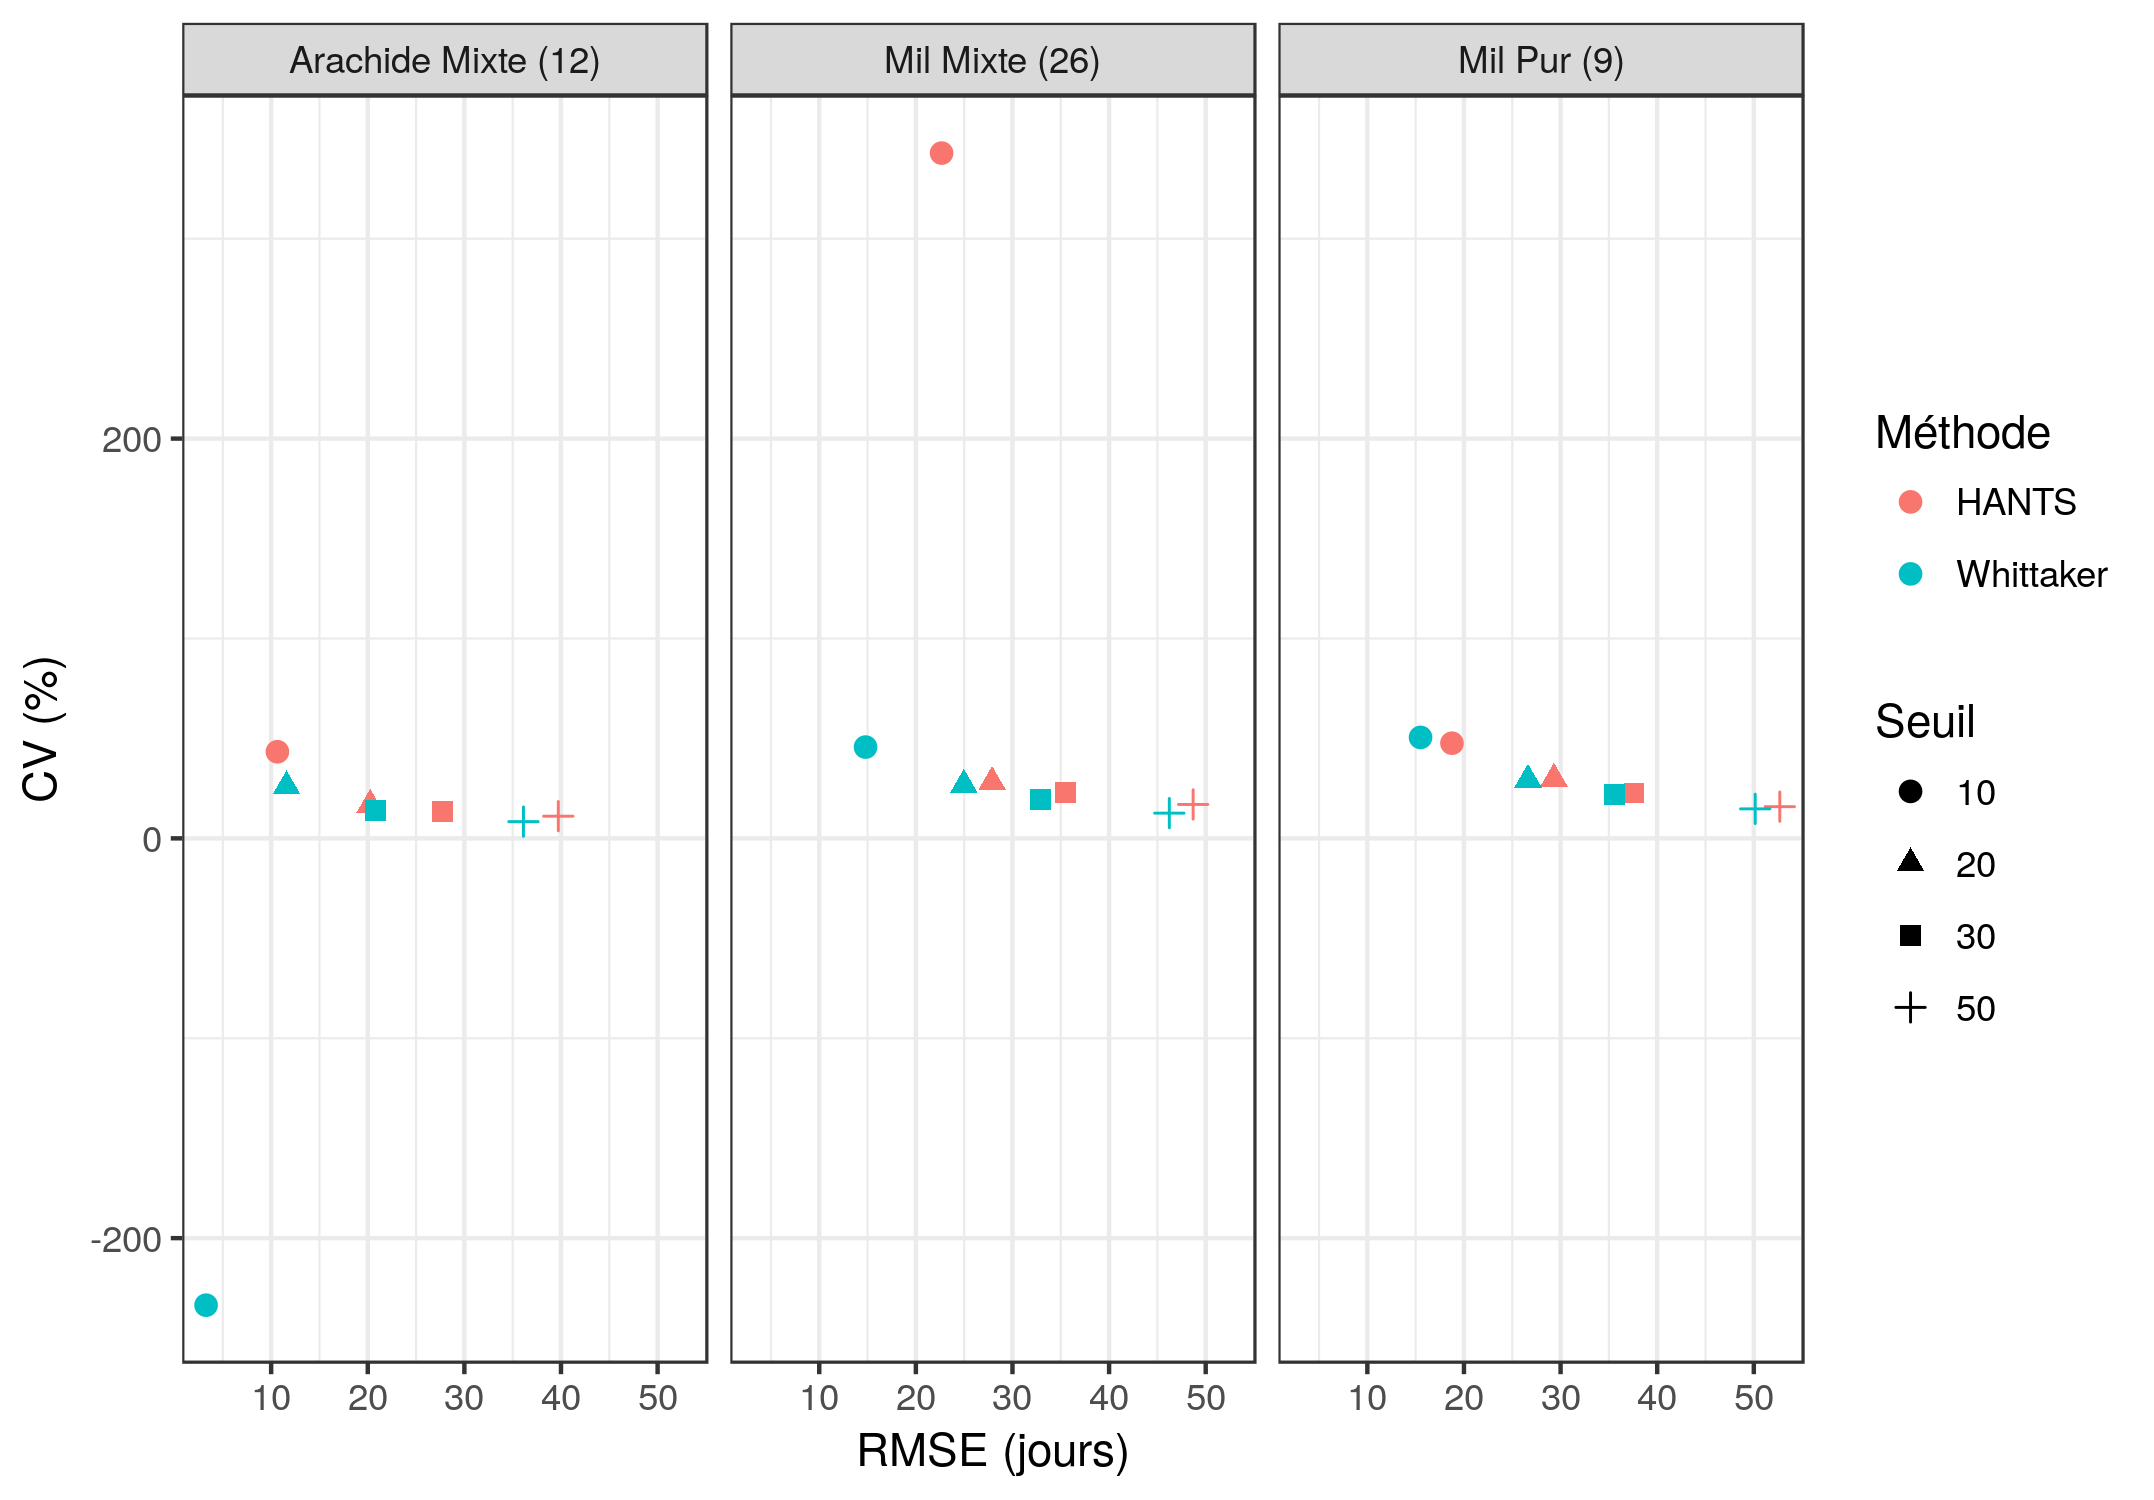 Arachide Mixte (12)
Mil Mixte (26)
Mil Pur (9)
CV (%)
200
0
-200
10 20 30 40 50
10 20 30 40 50
10 20 30 40 50
RMSE (jours)
Méthode
HANTS
Whittaker
Seuil
10
20
30
50